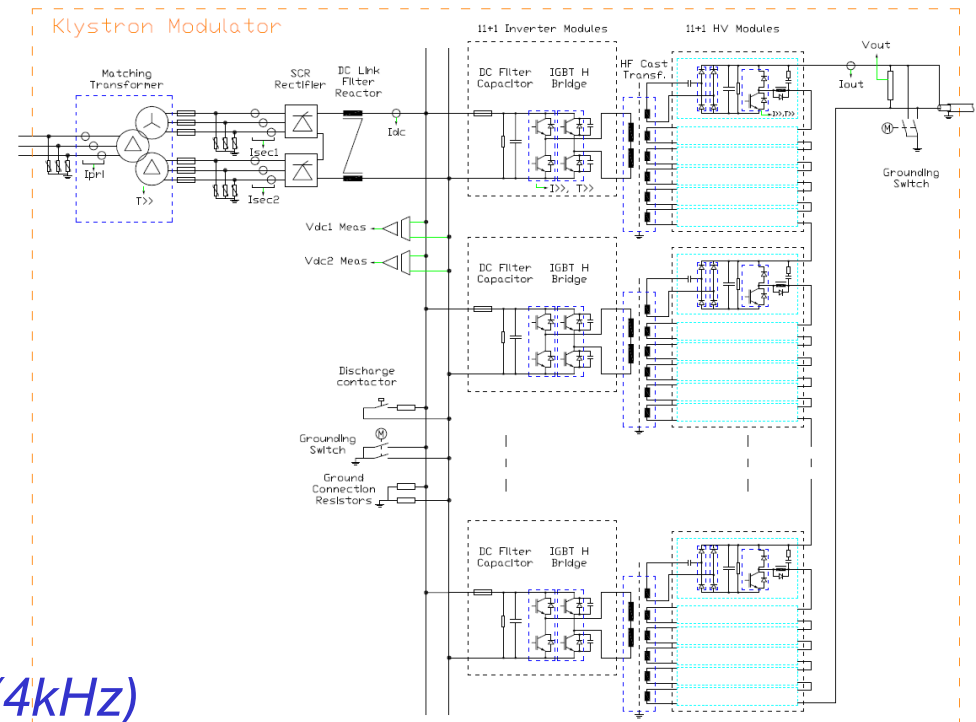 Klystron Modulator
11+1 Inverter Modules
11+1 HV Modules
Matching
Transformer
SCR
Rectifier
DC Link
Filter
Reactor
DC Filter
Capacitor
IGBT H
Bridge
HF Cast
Transf.
Vout
Iout
I>>,T>>
M
Grounding
Switch
Ipri
T>>
Isec1
Isec2
Idc
I>>, T>>
Vdc1 Meas
Vdc2 Meas
DC Filter
Capacitor
IGBT H
Bridge
Discharge
contactor
M
Grounding
Switch
Ground
Connection
Resistors
DC Filter
Capacitor
IGBT H
Bridge
(4kHz)